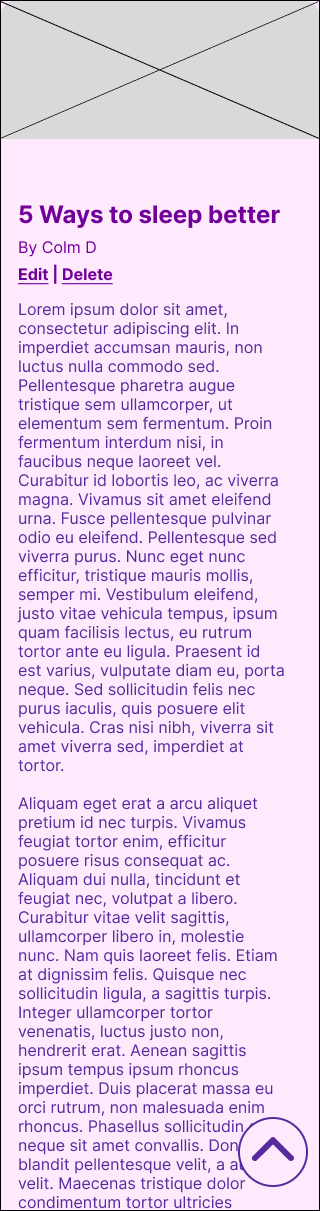 5 Ways to sleep better
By Colm D
Edit | Delete
Lorem ipsum dolor sit amet,
consectetur adipiscing elit. In
imperdiet accumsan mauris, non
luctus nulla commodo sed.
Pellentesque pharetra augue
tristique sem ullamcorper, ut
elementum sem fermentum. Proin
fermentum interdum nisi, in
faucibus neque laoreet vel.
Curabitur id lobortis leo, ac viverra
magna. Vivamus sit amet eleifend
urna. Fusce pellentesque pulvinar
odio eu eleifend. Pellentesque sed
viverra purus. Nunc eget nunc
efficitur, tristique mauris mollis,
semper mi. Vestibulum eleifend,
justo vitae vehicula tempus, ipsum
quam facilisis lectus, eu rutrum
tortor ante eu ligula. Praesent id
est varius, vulputate diam eu, porta
neque. Sed sollicitudin felis nec
purus iaculis, quis posuere elit
vehicula. Cras nisi nibh, viverra sit
amet viverra sed, imperdiet at
tortor.
Aliquam eget erat a arcu aliquet
pretium id nec turpis. Vivamus
feugiat tortor enim, efficitur
posuere risus consequat ac.
Aliquam dui nulla, tincidunt et
feugiat nec, volutpat a libero.
Curabitur vitae velit sagittis,
ullamcorper libero in, molestie
nunc. Nam quis laoreet felis. Etiam
at dignissim felis. Quisque nec
sollicitudin ligula, a sagittis turpis.
Integer ullamcorper tortor
venenatis, luctus justo non,
hendrerit erat. Aenean sagittis
ipsum tempus ipsum rhoncus
imperdiet. Duis placerat massa eu
orci rutrum, non malesuada enim
rhoncus. Phasellus sollicitudin
neque sit amet convallis.
blandit pellentesque velit, a
velit. Maecenas tristique dolor
condimentum tortor ultricies